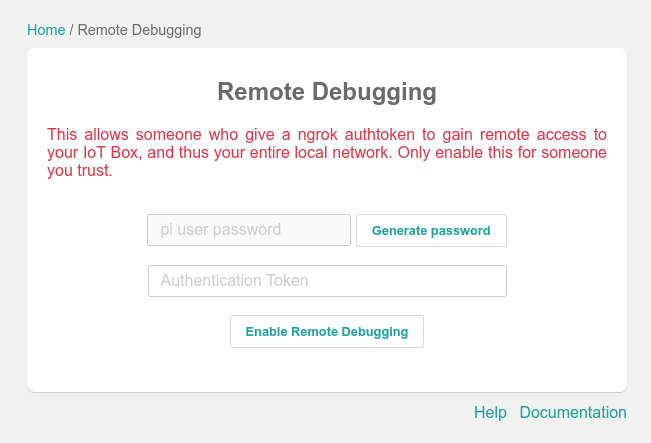 Home / Remote Debugging
Remote Debugging
This allows someone who give a ngrok authtoken to gain remote access to
your IoT Box, and thus your entire local network. Only enable this for someone
you trust.
pi user password Generate password
Authentication Token
Enable Remote Debugging
Help Documentation